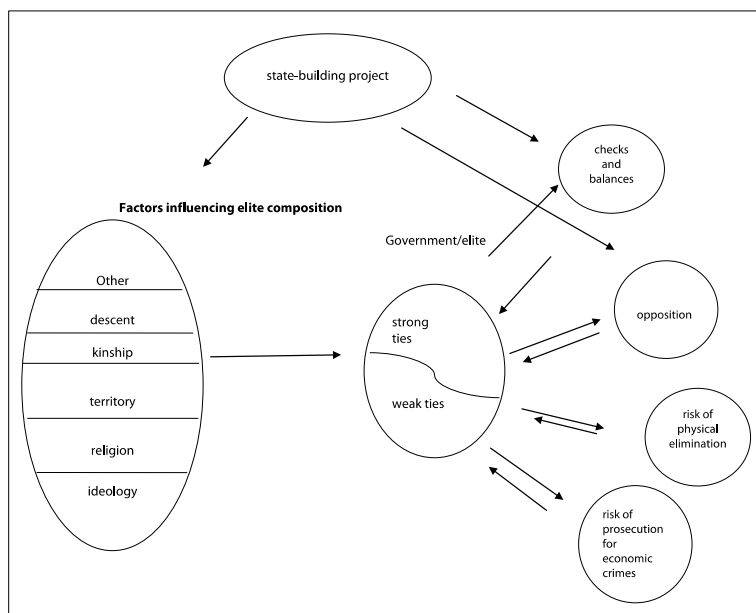 state-building project
checks
and
balances
Factors influencing elite composition
Government/elite
Other
descent
kinship
territory
religion
ideology
strong
ties
weak ties
opposition
risk of
physical
elimination
risk of
prosecution
for
economic
crimes